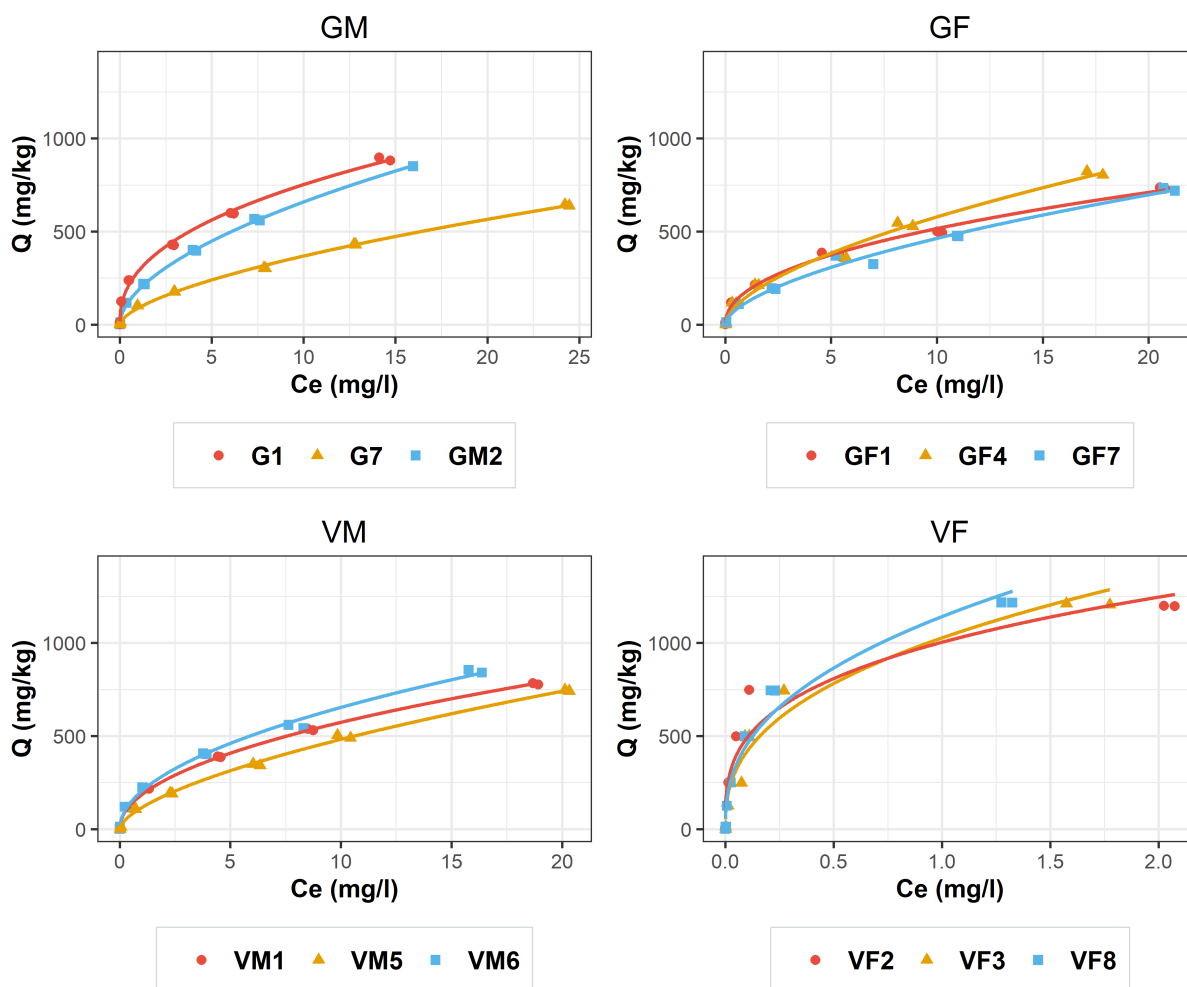 GM
GF
1000
500
0
Q (mg/kg)
0 5 10 15 20 25
Ce (mg/l)
1000
500
0
Q (mg/kg)
0 5 10 15 20
Ce (mg/l)
G1 G7 GM2
GF1 GF4 GF7
VM
VF
1000
500
0
Q (mg/kg)
0 5 10 15 20
Ce (mg/l)
1000
500
0
Q (mg/kg)
0.0 0.5 1.0 1.5 2.0
Ce (mg/l)
VM1 VM5 VM6
VF2 VF3 VF8